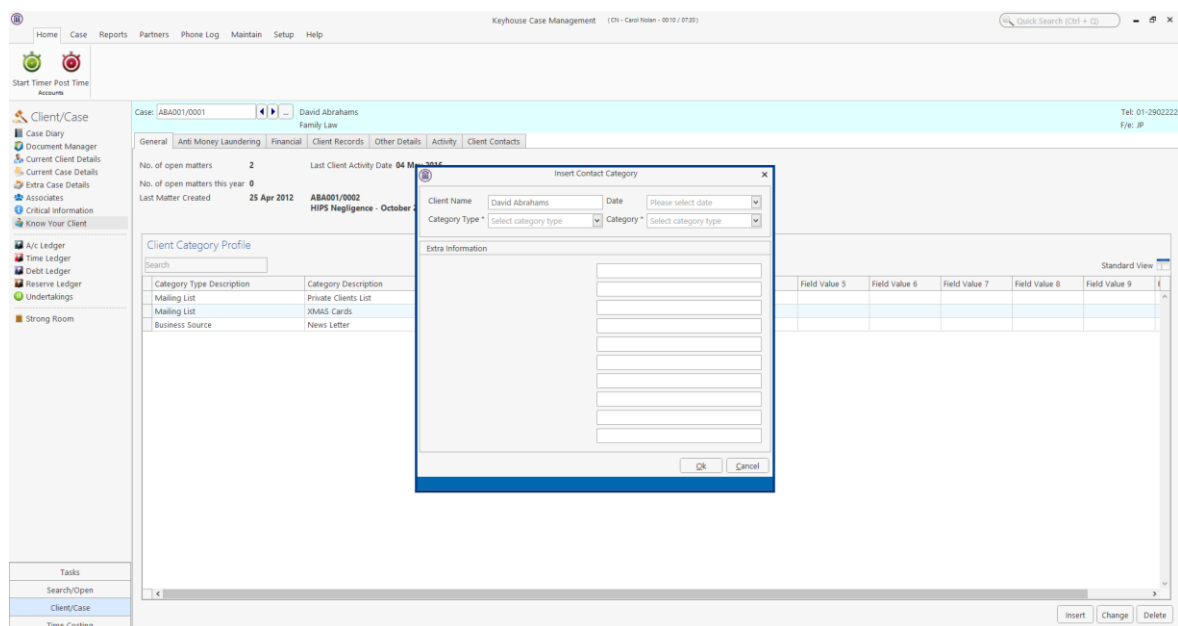 Keyhouse Case Management (CN - Carol Nolan - 0010 / 0720)
Quick Search (Ctrl + Q)
Home Case Reports Partners Phone Log Maintain Setup Help
Start Timer Post Time
Accounts
Client/Case
Case Diary
Document Manager
Current Client Details
Current Case Details
Extra Case Details
Associates
Critical Information
Know Your Client
A/c Ledger
Time Ledger
Debt Ledger
Reserve Ledger
Undertakings
Strong Room
Tasks
Search/Open
Client/Case
Time Costing
Case: ABA001/0001 ... David Abrahams Tel: 01-2902222
Family Law F/e: JP
General Anti Money Laundering Financial Client Records Other Details Activity Client Contacts
No. of open matters 2 Last Client Activity Date 04 May 2016
No. of open matters this year 0
Last Matter Created 25 Apr 2012 ABA001/0002
HIPS Negligence - October 2
Client Category Profile
Search Standard View
Category Type Description Category Description Field Value 5 Field Value 6 Field Value 7 Field Value 8 Field Value 9
Mailing List Private Clients List
Mailing List XMAS Cards
Business Source News Letter
Insert Contact Category
Client Name David Abrahams Date Please select date
Category Type * Select category type Category * Select category type
Extra Information
Ok Cancel
Insert Change Delete